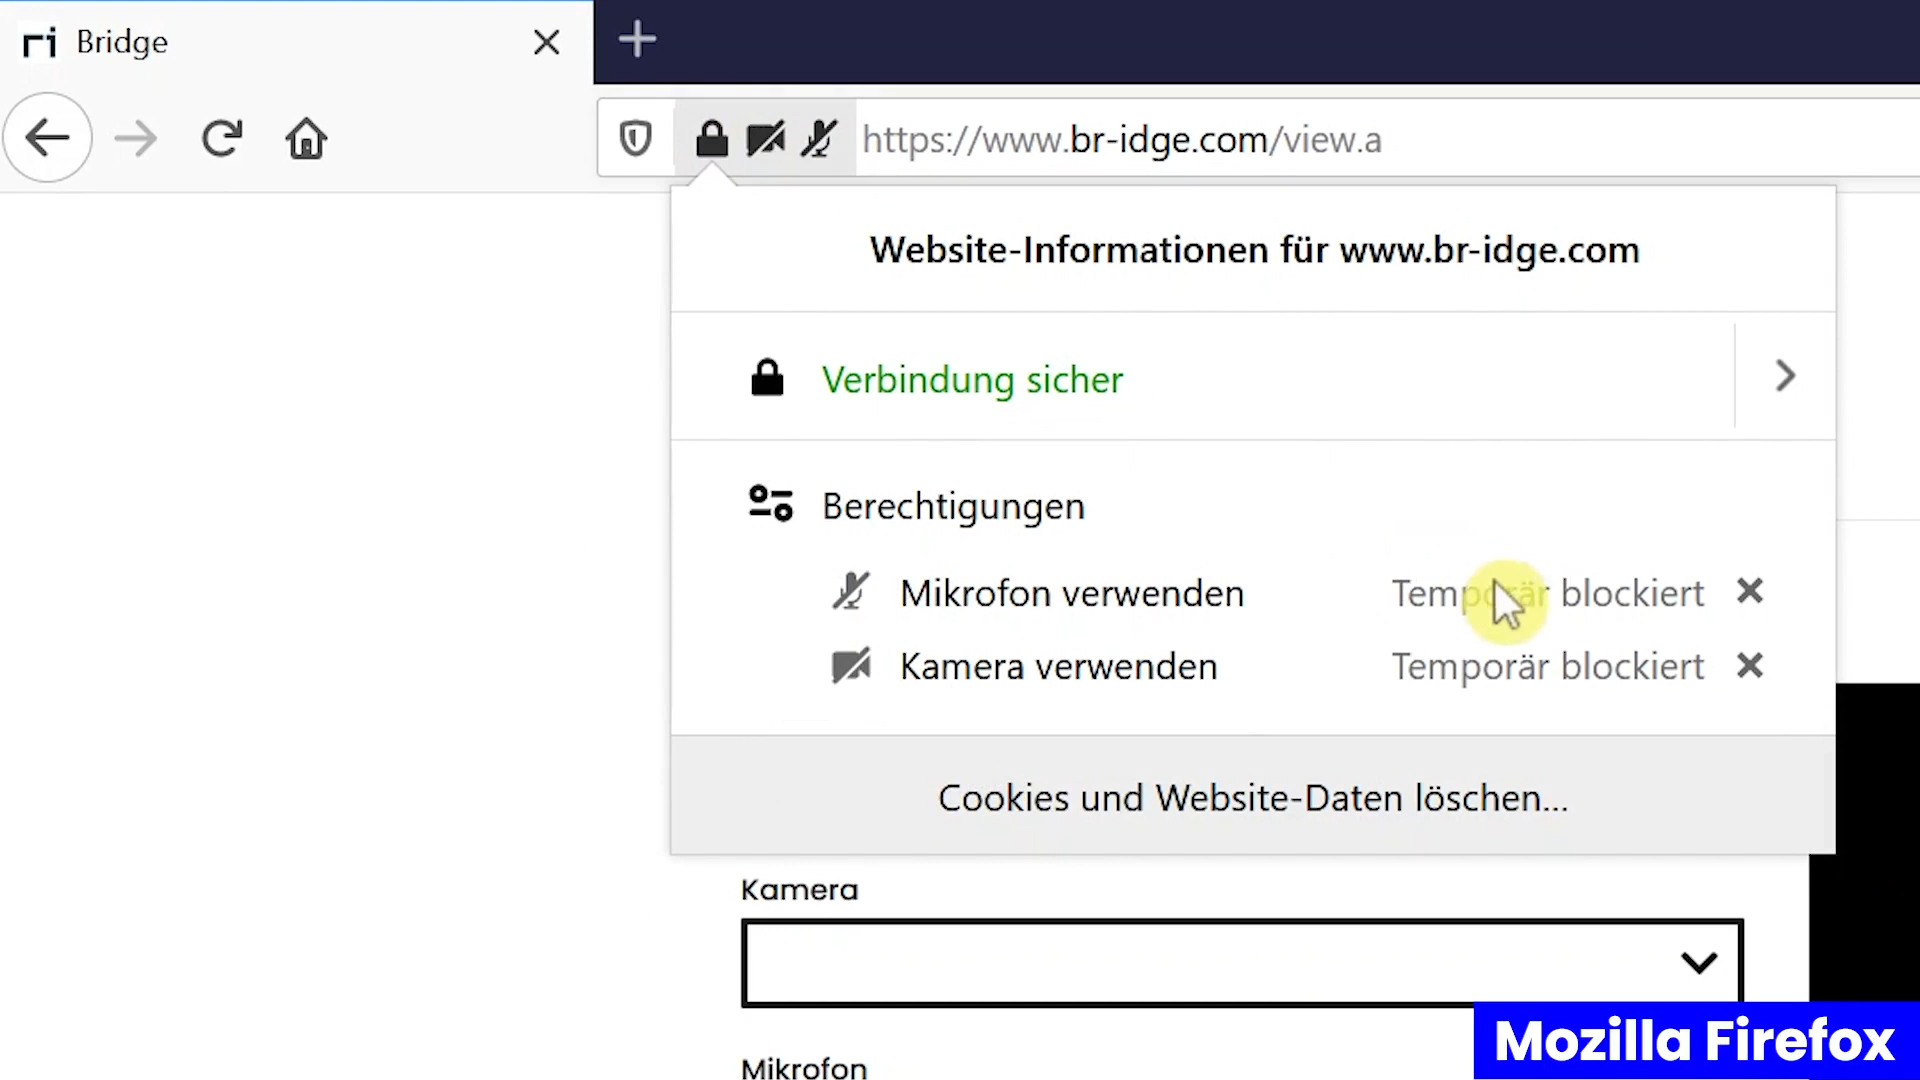 Bridge
https://www.br-idge.com/view.a
Website-Informationen für www.br-idge.com
Verbindung sicher
Berechtigungen
Mikrofon verwenden Temporär blockiert
Kamera verwenden Temporär blockiert
Cookies und Website-Daten löschen...
Kamera
Mikrofon
Mozilla Firefox